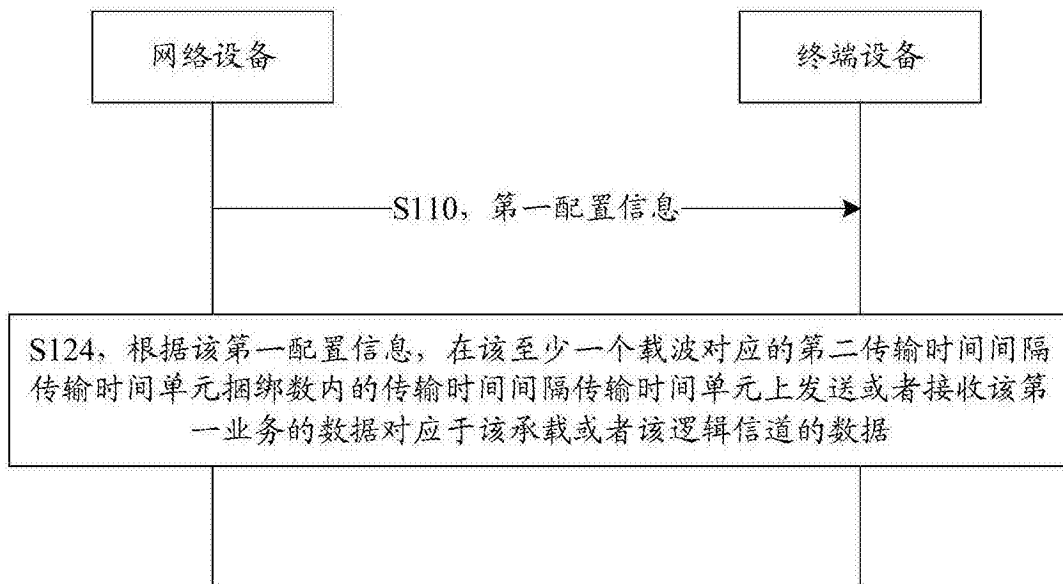 网络设备
终端设备
S110，第一配置信息
S124，根据该第一配置信息，在该至少一个载波对应的第二传输时间间隔
传输时间单元捆绑数内的传输时间间隔传输时间单元上发送或者接收该第
一业务的数据对应于该承载或者该逻辑信道的数据